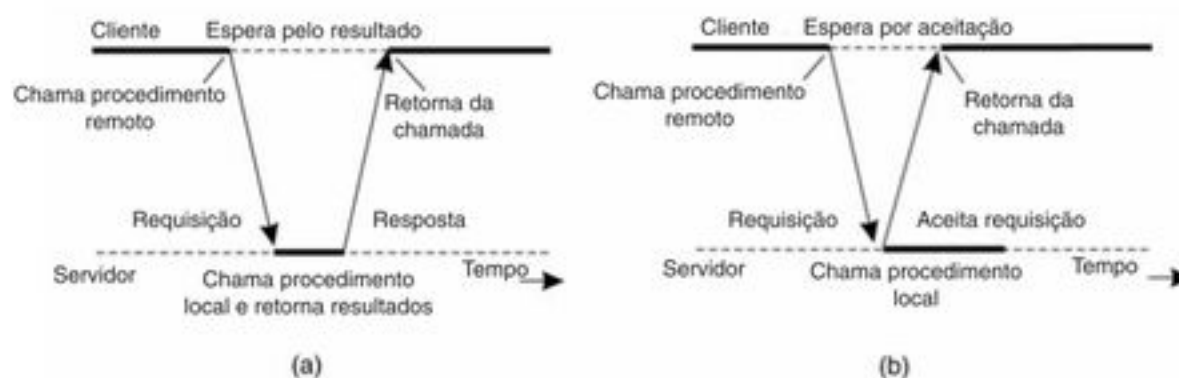 Cliente
Espera pelo resultado
Chama procedimento
remoto
Retorna da
chamada
Requisição
Resposta
Servidor
Chama procedimento
local e retorna resultados
Tempo
(a)
Cliente
Espera por aceitação
Chama procedimento
remoto
Retorna da
chamada
Requisição
Aceita requisição
Servidor
Chama procedimento
local
Tempo
(b)